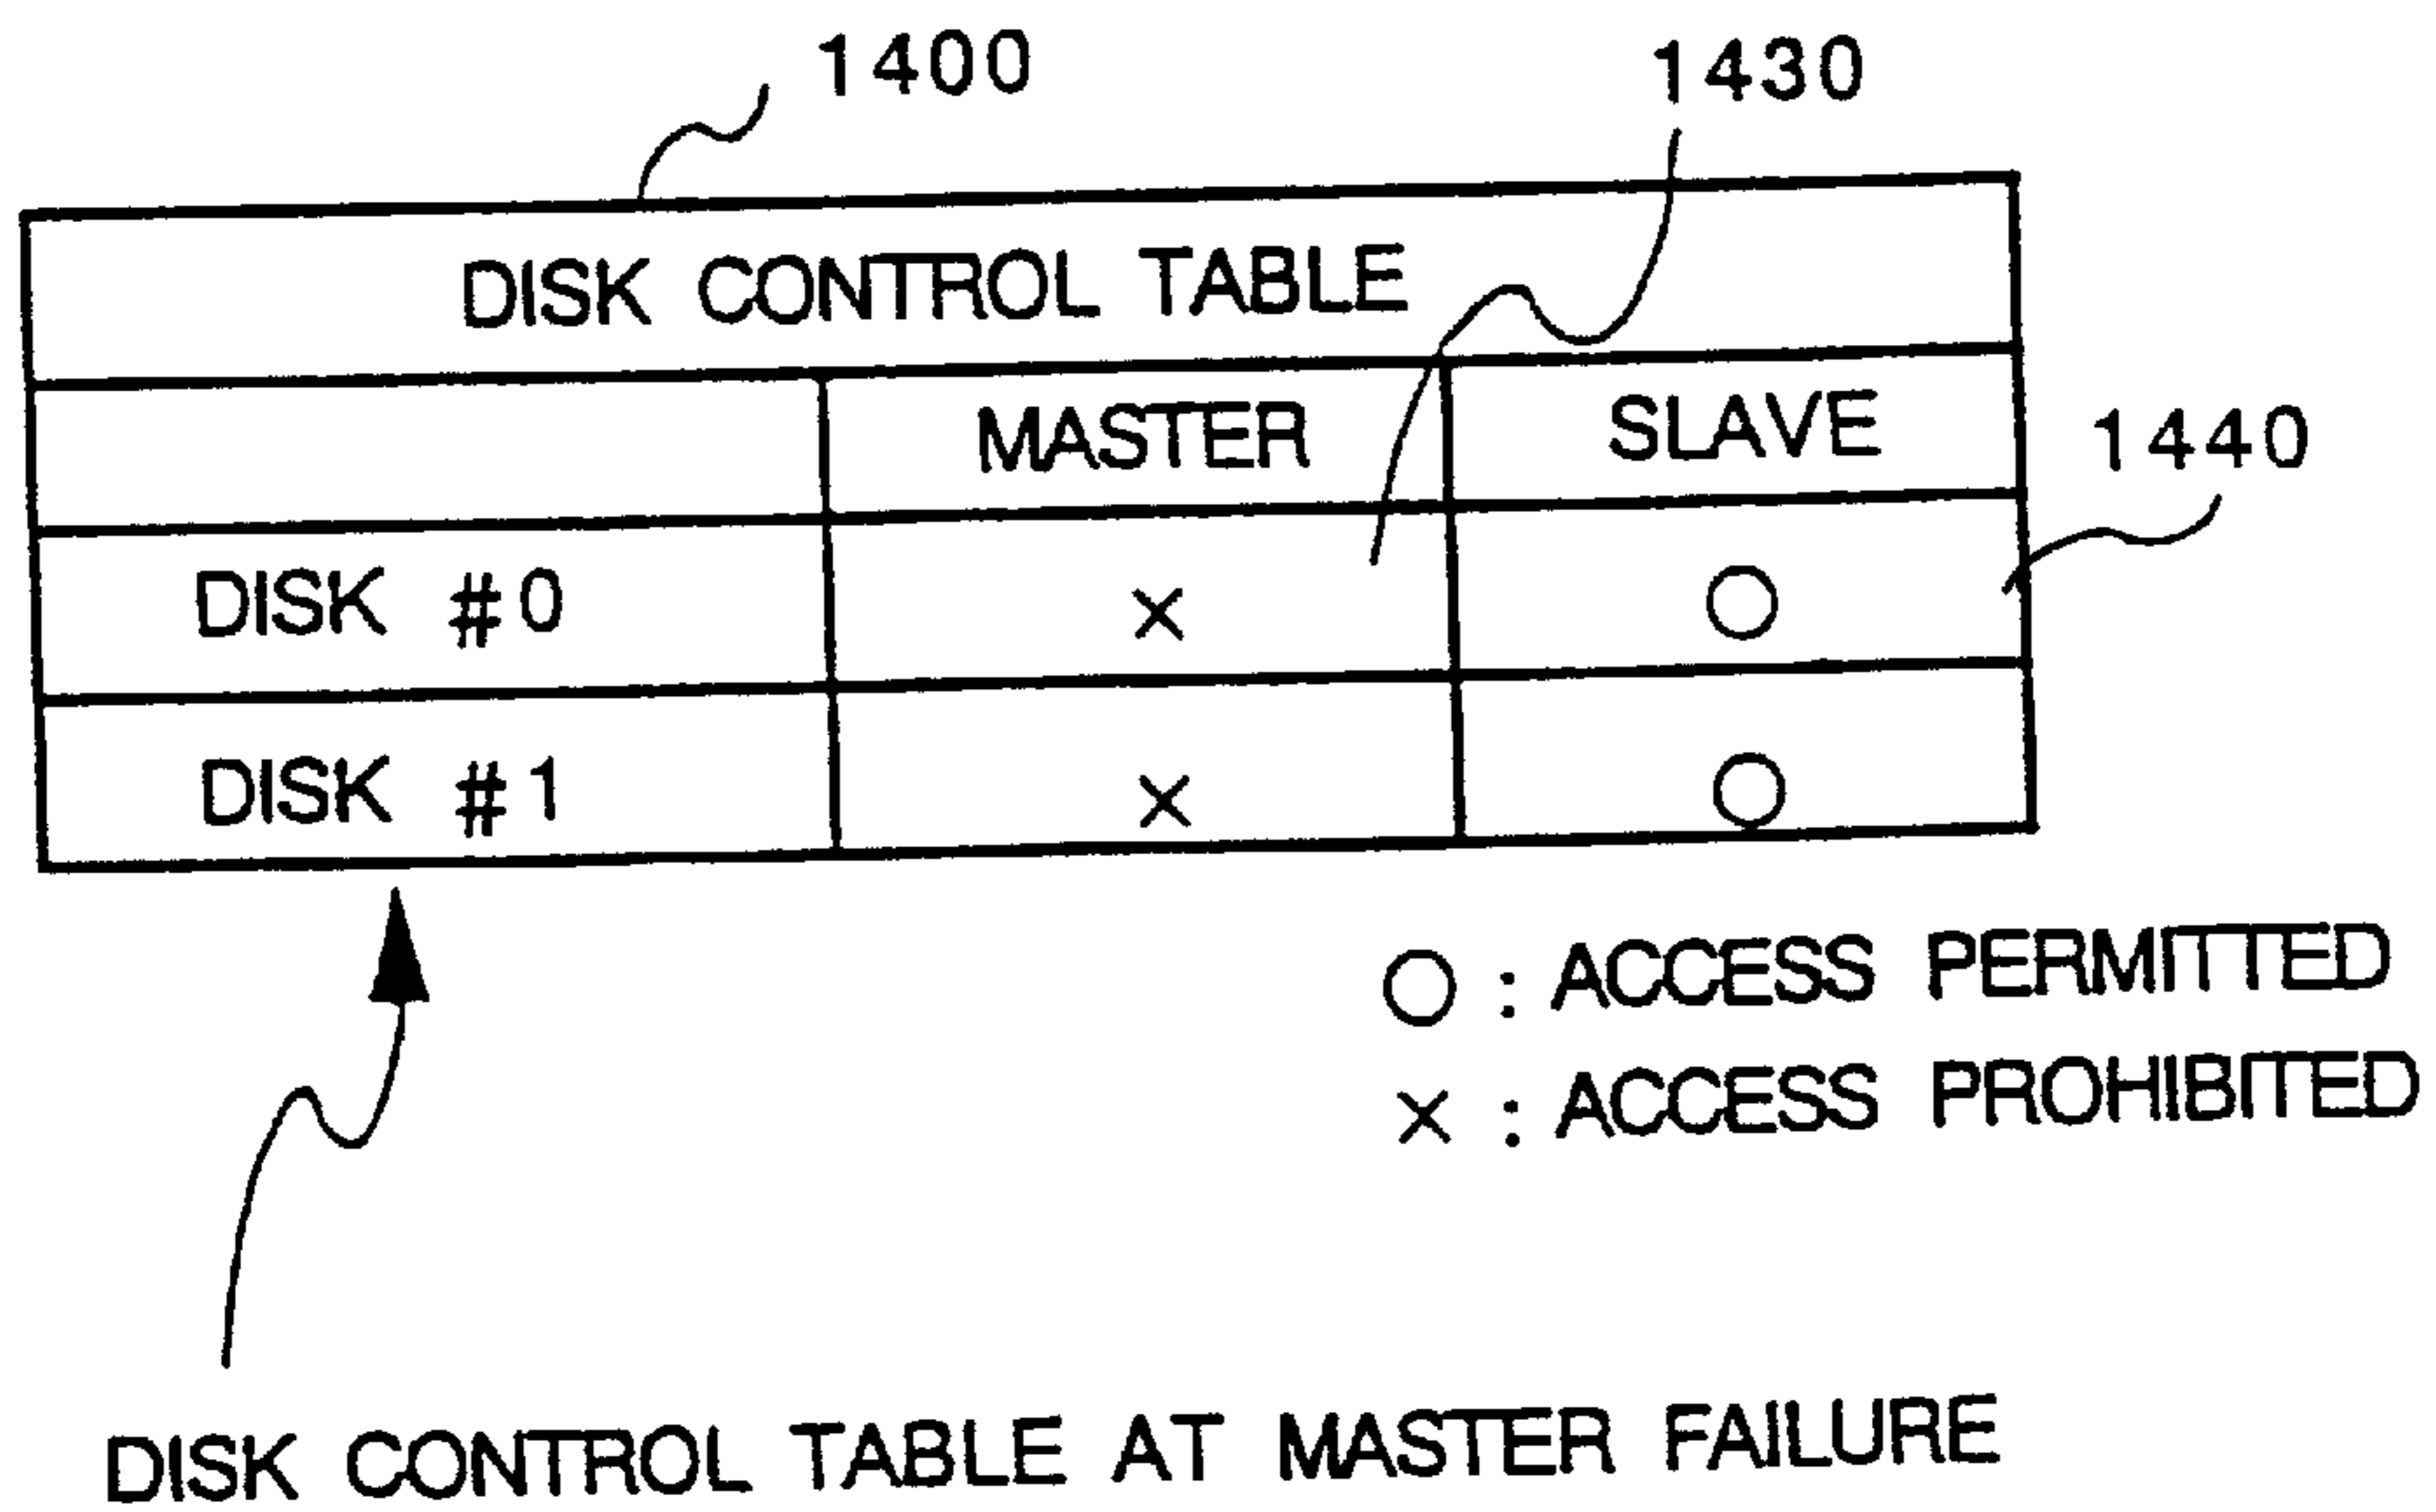 1400
1430
DISK CONTROL TABLE
MASTER SLAVE
1440
DISK #0 × ○
DISK #1 × ○
○ : ACCESS PERMITTED
× : ACCESS PROHIBITED
DISK CONTROL TABLE AT MASTER FAILURE